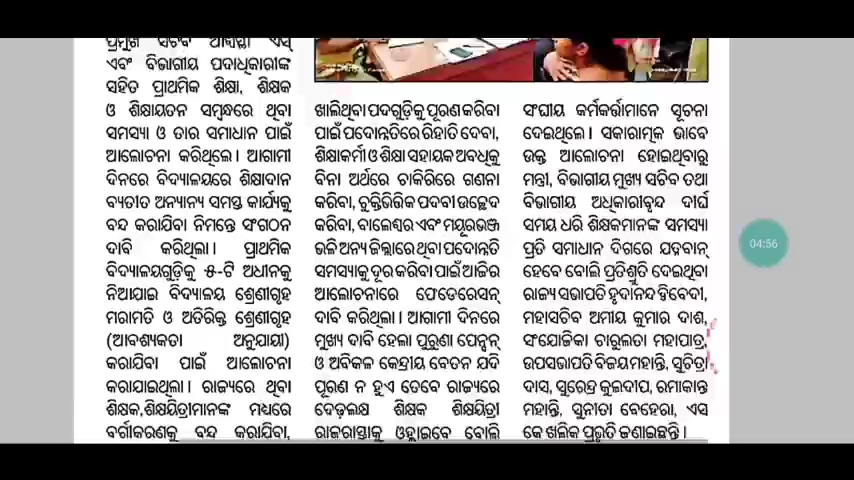 ପ୍ରମୁଖ ସଚିବ
ଏବଂ ବିଭାଗୀୟ ପଦାଧିକାରୀଙ୍କ
ସହିତ ପ୍ରାଥମିକ ଶିକ୍ଷା, ଶିକ୍ଷକ
ଓ ଶିକ୍ଷାୟତନ ସମ୍ବନ୍ଧରେ ଥିବା
ସମସ୍ୟା ଓ ତାର ସମାଧାନ ପାଇଁ
ଆଲୋଚନା କରିଥିଲେ। ଆଗାମୀ
ଦିନରେ ବିଦ୍ୟାଳୟରେ ଶିକ୍ଷାଦାନ
ବ୍ୟତୀତ ଅନ୍ୟାନ୍ୟ ସମସ୍ତ କାର୍ଯ୍ୟକୁ
ବନ୍ଦ କରାଯିବା ନିମନ୍ତେ ସଂଗଠନ
ଦାବି କରିଥିଲା। ପ୍ରାଥମିକ
ବିଦ୍ୟାଳୟଗୁଡ଼ିକୁ ୫-ଟି ଅଧୀନକୁ
ନିଆଯାଇ ବିଦ୍ୟାଳୟ ଶ୍ରେଣୀଗୃହ
ମରାମତି ଓ ଅତିରିକ୍ତ ଶ୍ରେଣୀଗୃହ
(ଆବଶ୍ୟକତା ଅନୁଯାୟୀ)
କରାଯିବା ପାଇଁ ଆଲୋଚନା
କରାଯାଇଥିଲା। ରାଜ୍ୟରେ ଥିବା
ଶିକ୍ଷକ,ଶିକ୍ଷୟିତ୍ରୀମାନଙ୍କ ମଧ୍ୟରେ
ବର୍ଗୀକରଣକୁ ବନ୍ଦ କରାଯିବା,
ଖାଲିଥିବା ପଦଗୁଡ଼ିକୁ ପୂରଣ କରିବା
ପାଇଁ ପଦୋନ୍ନତିରେ ରିହାତି ଦେବା,
ଶିକ୍ଷାକର୍ମୀ ଓ ଶିକ୍ଷା ସହାୟକ ଅବଧିକୁ
ବିନା ଅର୍ଥରେ ଚାକିରିରେ ଗଣନା
କରିବା, ଚୁକ୍ତିଭିତ୍ତିକ ପଦବୀ ଉଚ୍ଛେଦ
କରିବା, ବାଲେଶ୍ୱର ଏବଂ ମୟୂରଭଞ୍ଜ
ଭଳି ଅନ୍ୟ ଜିଲ୍ଲାରେ ଥିବା ପଦୋନ୍ନତି
ସମସ୍ୟାକୁ ଦୂର କରିବା ପାଇଁ ଆଜିର
ଆଲୋଚନାରେ ଫେଡେରେସନ୍
ଦାବି କରିଥିଲା। ଆଗାମୀ ଦିନରେ
ମୁଖ୍ୟ ଦାବି ହେଲା ପୁରୁଣା ପେନ୍ସନ୍
ଓ ଅବିକଳ କେନ୍ଦ୍ରୀୟ ବେତନ ଯଦି
ପୂରଣ ନ ହୁଏ ତେବେ ରାଜ୍ୟରେ
ଦେଢ଼ଲକ୍ଷ ଶିକ୍ଷକ ଶିକ୍ଷୟିତ୍ରୀ
ରାଜରାସ୍ତାକୁ ଓହ୍ଲାଇବେ ବୋଲି
ସଂଘୀୟ କର୍ମକର୍ତ୍ତାମାନେ ସୂଚନା
ଦେଇଥିଲେ। ସକାରାତ୍ମକ ଭାବେ
ଉକ୍ତ ଆଲୋଚନା ହୋଇଥିବାରୁ
ମନ୍ତ୍ରୀ, ବିଭାଗୀୟ ମୁଖ୍ୟ ସଚିବ ତଥା
ବିଭାଗୀୟ ଅଧିକାରୀବୃନ୍ଦ ଦୀର୍ଘ
ସମୟ ଧରି ଶିକ୍ଷକମାନଙ୍କ ସମସ୍ୟା
ପ୍ରତି ସମାଧାନ ଦିଗରେ ଯତ୍ନବାନ୍
ହେବେ ବୋଲି ପ୍ରତିଶ୍ରୁତି ଦେଇଥିବା
ରାଜ୍ୟ ସଭାପତି ହୃଦାନନ୍ଦ ଦ୍ୱିବେଦୀ,
ମହାସଚିବ ଅମୀୟ କୁମାର ଦାଶ,
ସଂଯୋଜିକା ଚାରୁଲତା ମହାପାତ୍ର,
ଉପସଭାପତି ବିଜୟ ମହାନ୍ତି, ସୁଚିତ୍ରା
ଦାସ, ସୁରେନ୍ଦ୍ର କୁଲଦୀପ, ରମାକାନ୍ତ
ମହାନ୍ତି, ସୁନୀତା ବେହେରା, ଏସ
କେ ଖଲିକ ପ୍ରଭୃତି ଜଣାଇଛନ୍ତି।
04:56